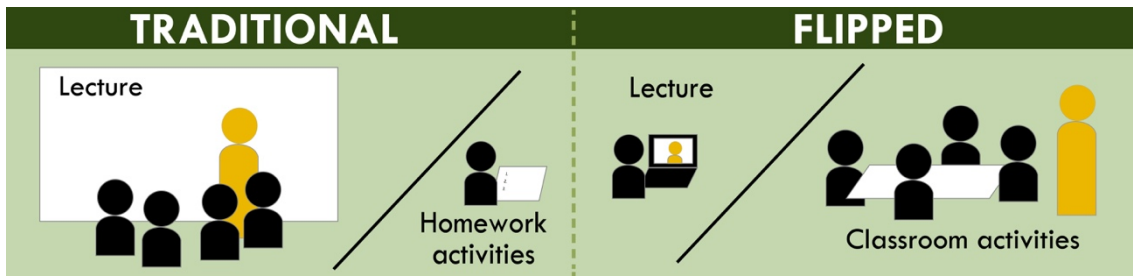 TRADITIONAL
Lecture
Homework
activities
FLIPPED
Lecture
Classroom activities